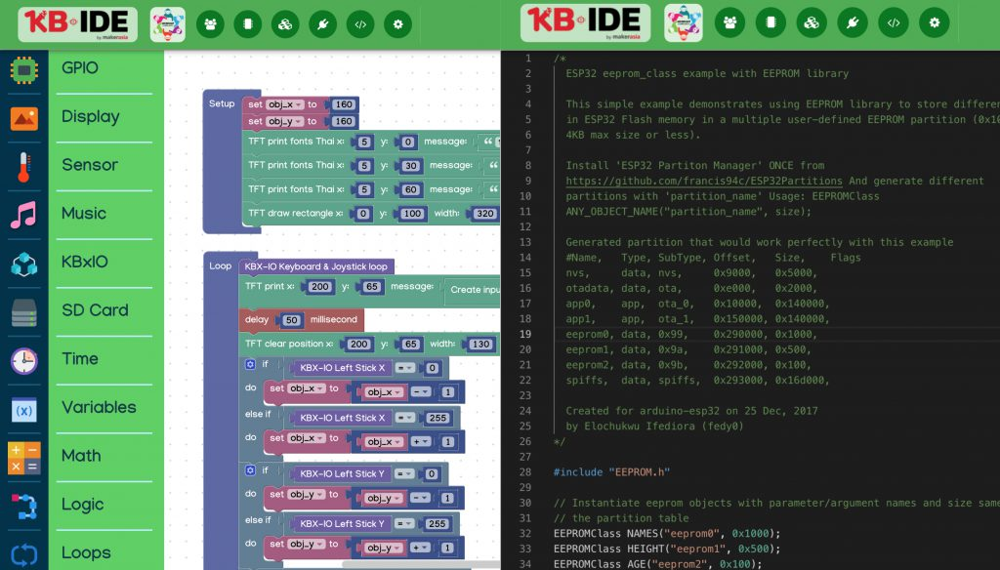 KB-IDE
by makerasia
KB-IDE
by makerasia
GPIO
Display
Sensor
Music
KBxIO
SD Card
Time
Variables
Math
Logic
Loops
Setup
set obj_x to 160
set obj_y to 160
TFT print fonts Thai x: 5 y: 0 message: “
TFT print fonts Thai x: 5 y: 30 message: “
TFT print fonts Thai x: 5 y: 60 message: “
TFT draw rectangle x: 0 y: 100 width: 320
Loop
KBX-IO Keyboard & Joystick loop
TFT print x: 200 y: 65 message: Create inpu
delay 50 millisecond
TFT clear position x: 200 y: 65 width: 130
if KBX-IO Left Stick X = 0
do set obj_x to obj_x - 1
else if KBX-IO Left Stick X = 255
do set obj_x to obj_x + 1
if KBX-IO Left Stick Y = 0
do set obj_y to obj_y - 1
else if KBX-IO Left Stick Y = 255
do set obj_y to obj_y + 1
1 /*
2 ESP32 eeprom_class example with EEPROM library
3
4 This simple example demonstrates using EEPROM library to store differen
5 in ESP32 Flash memory in a multiple user-defined EEPROM partition (0x10
6 4KB max size or less).
7
8 Install 'ESP32 Partiton Manager' ONCE from
9 https://github.com/francis94c/ESP32Partitions And generate different
10 partitions with 'partition_name' Usage: EEPROMClass
11 ANY_OBJECT_NAME("partition_name", size);
12
13 Generated partition that would work perfectly with this example
14 #Name, Type, SubType, Offset, Size, Flags
15 nvs, data, nvs, 0x9000, 0x5000,
16 otadata, data, ota, 0xe000, 0x2000,
17 app0, app, ota_0, 0x10000, 0x140000,
18 app1, app, ota_1, 0x150000, 0x140000,
19 eeprom0, data, 0x99, 0x290000, 0x1000,
20 eeprom1, data, 0x9a, 0x291000, 0x500,
21 eeprom2, data, 0x9b, 0x292000, 0x100,
22 spiffs, data, spiffs, 0x293000, 0x16d000,
23
24 Created for arduino-esp32 on 25 Dec, 2017
25 by Elochukwu Ifediora (fedy0)
26 */
27
28 #include "EEPROM.h"
29
30 // Instantiate eeprom objects with parameter/argument names and size same
31 // the partition table
32 EEPROMClass NAMES("eeprom0", 0x1000);
33 EEPROMClass HEIGHT("eeprom1", 0x500);
34 EEPROMClass AGE("eeprom2", 0x100);